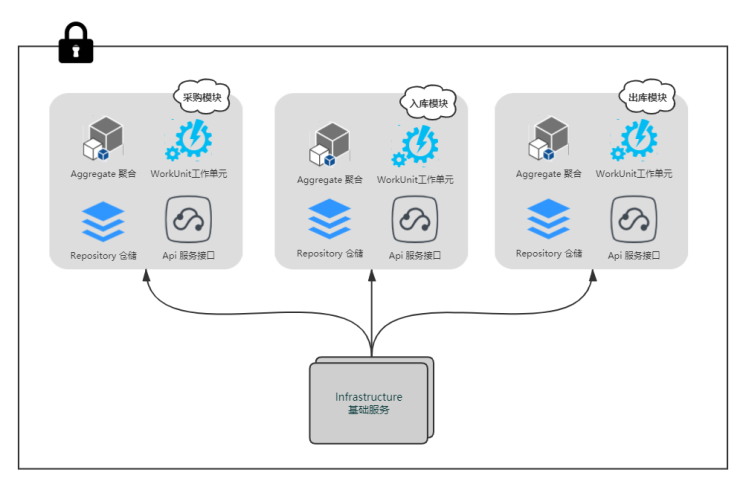 采购模块
Aggregate 聚合
WorkUnit工作单元
Repository 仓储
Api 服务接口
入库模块
Aggregate 聚合
WorkUnit工作单元
Repository 仓储
Api 服务接口
出库模块
Aggregate 聚合
WorkUnit工作单元
Repository 仓储
Api 服务接口
Infrastructure
基础服务